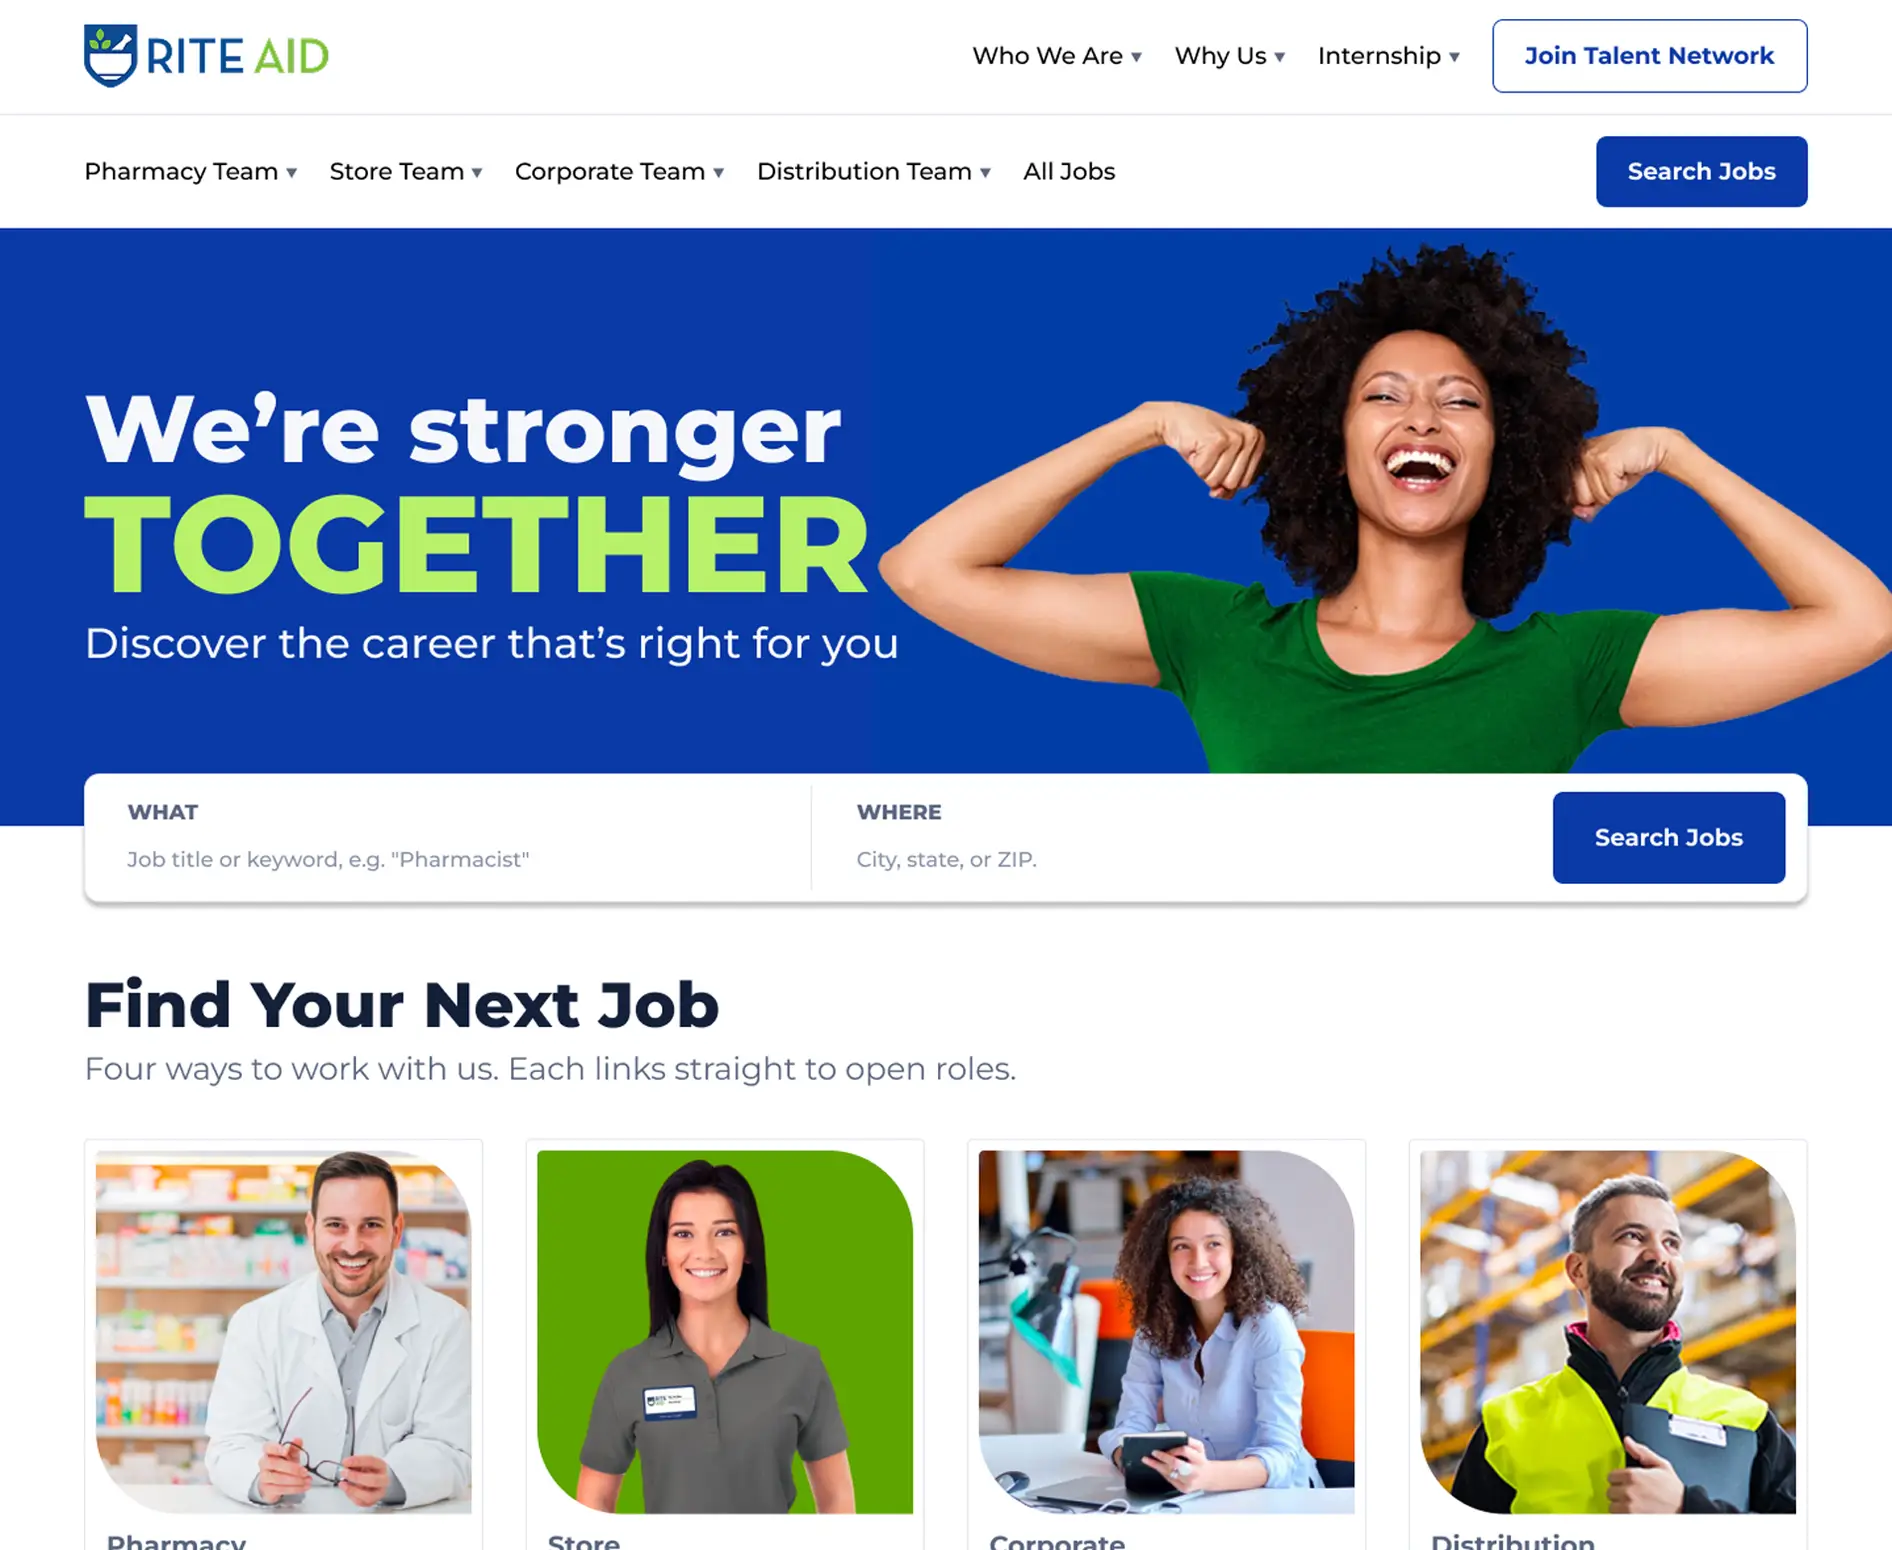 RITE AID
Who We Are ▼ Why Us ▼ Internship ▼ Join Talent Network
Pharmacy Team ▼ Store Team ▼ Corporate Team ▼ Distribution Team ▼ All Jobs Search Jobs
We’re stronger
TOGETHER
Discover the career that’s right for you
WHAT WHERE
Job title or keyword, e.g. "Pharmacist" City, state, or ZIP. Search Jobs
Find Your Next Job
Four ways to work with us. Each links straight to open roles.
RITE AID
Pharmacy Store Corporate Distribution